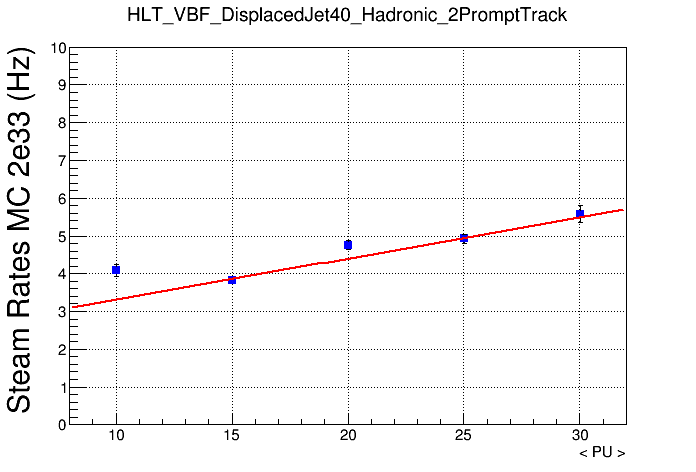 HLT_VBF_DisplacedJet40_Hadronic_2PromptTrack
Steam Rates MC 2e33 (Hz)
10
9
8
7
6
5
4
3
2
1
0
10 15 20 25 30
< PU >